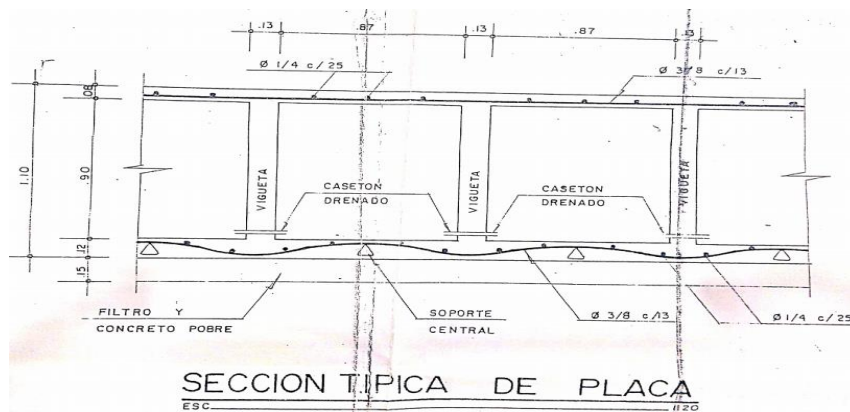 .13 .87 .13 .87 .13
Ø 1/4 c/25 Ø 3/8 c/13
.08
1.10
.90
VIGUETA VIGUETA VIGUETA
CASETON CASETON
DRENADO DRENADO
.12
.15
FILTRO Y SOPORTE Ø 3/8 c/13 Ø 1/4 c/25
CONCRETO POBRE CENTRAL
SECCION TIPICA DE PLACA
ESC. 1120